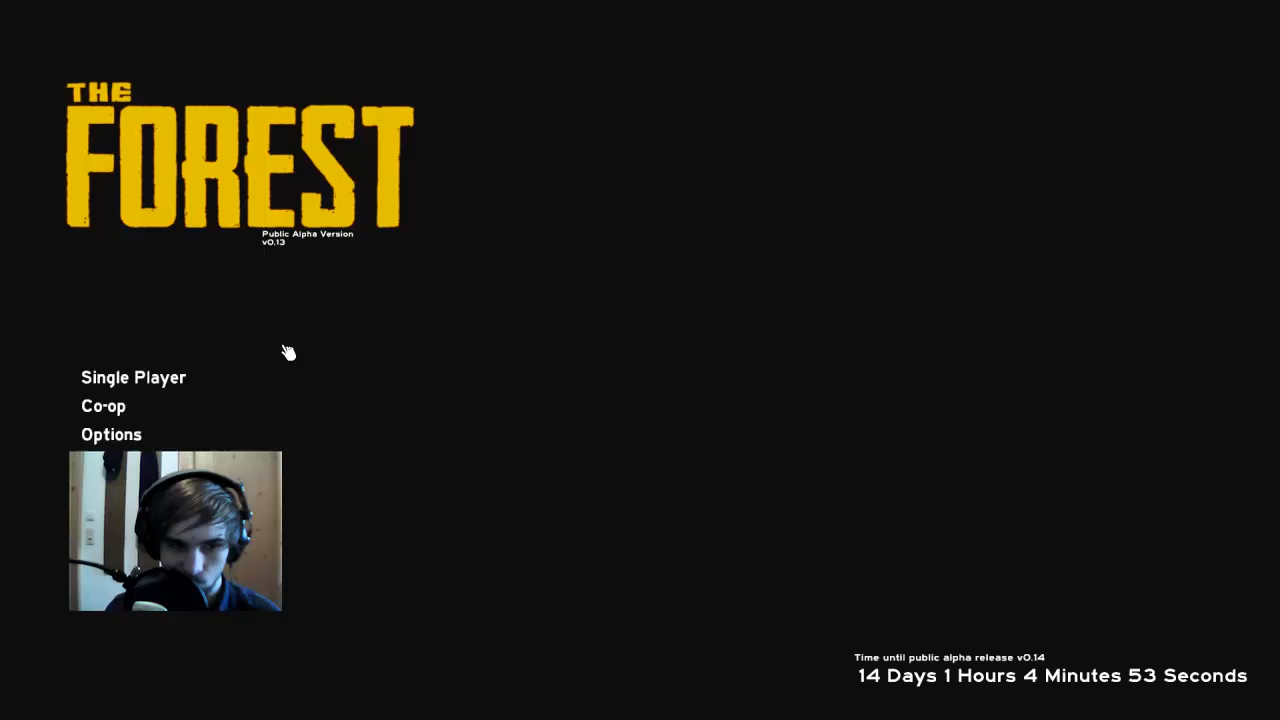 THE
FOREST
Public Alpha Version
v0.13
Single Player
Co-op
Options
Time until public alpha release v0.14
14 Days 1 Hours 4 Minutes 53 Seconds